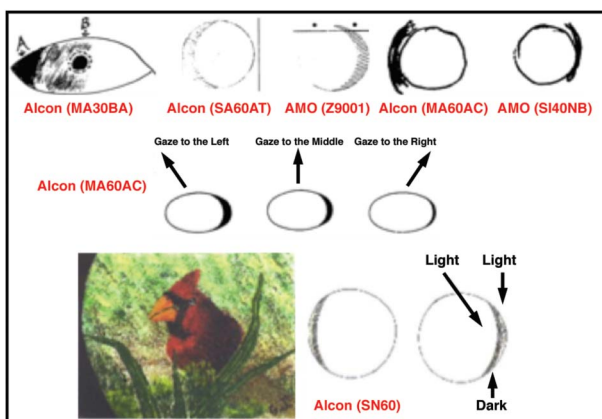 A B
Alcon (MA30BA) Alcon (SA60AT) AMO (Z9001) Alcon (MA60AC) AMO (SI40NB)
Gaze to the Left Gaze to the Middle Gaze to the Right
Alcon (MA60AC)
Light Light
Alcon (SN60) Dark